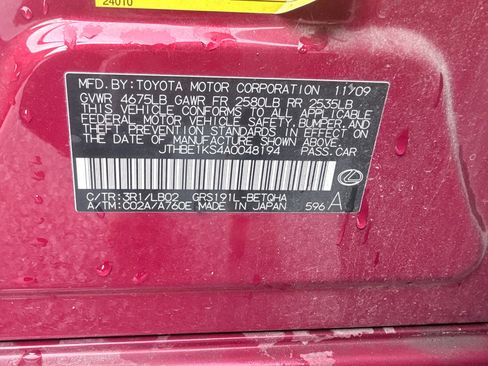 24010
MFD. BY: TOYOTA MOTOR CORPORATION 11/09
GVWR 4675LB GAWR FR 2580LB RR 2535LB
THIS VEHICLE CONFORMS TO ALL APPLICABLE
FEDERAL MOTOR VEHICLE SAFETY, BUMPER, AND
THEFT PREVENTION STANDARDS IN EFFECT ON
THE DATE OF MANUFACTURE SHOWN ABOVE.
JTHBE1KS4A0048194 PASS. CAR
C/TR: 3R1/LB02 GRS191L-BETQHA
A/TM: C02A/A760E MADE IN JAPAN 596 A